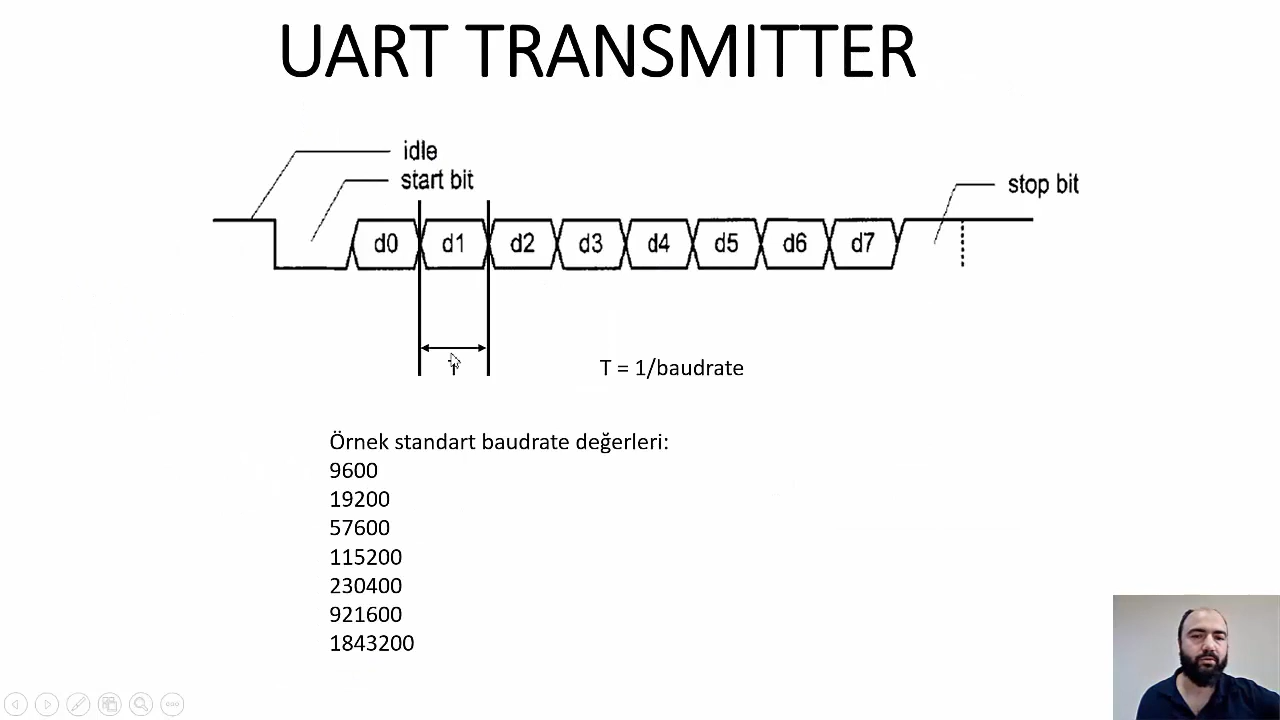 UART TRANSMITTER
idle
start bit
stop bit
d0 d1 d2 d3 d4 d5 d6 d7
T = 1/baudrate
Örnek standart baudrate değerleri:
9600
19200
57600
115200
230400
921600
1843200